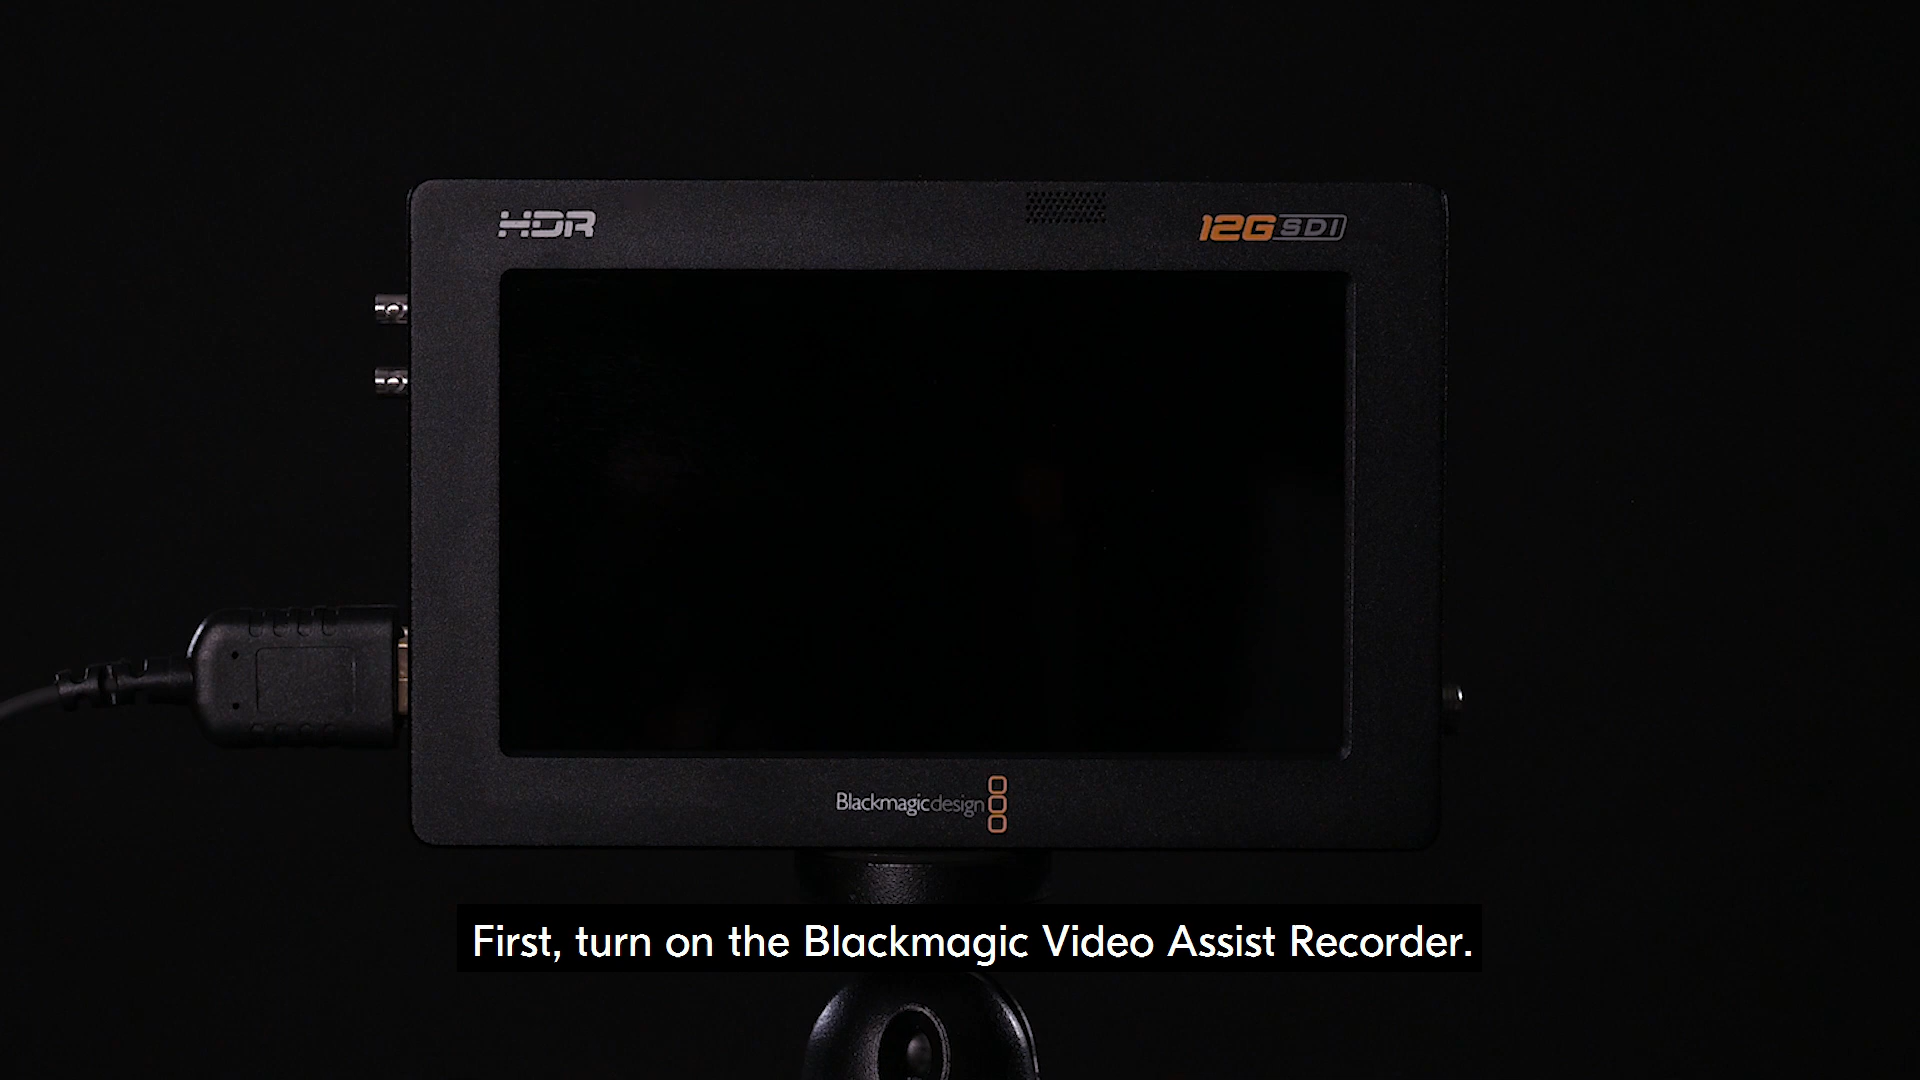 HDR
12G SDI
Blackmagicdesign
First, turn on the Blackmagic Video Assist Recorder.